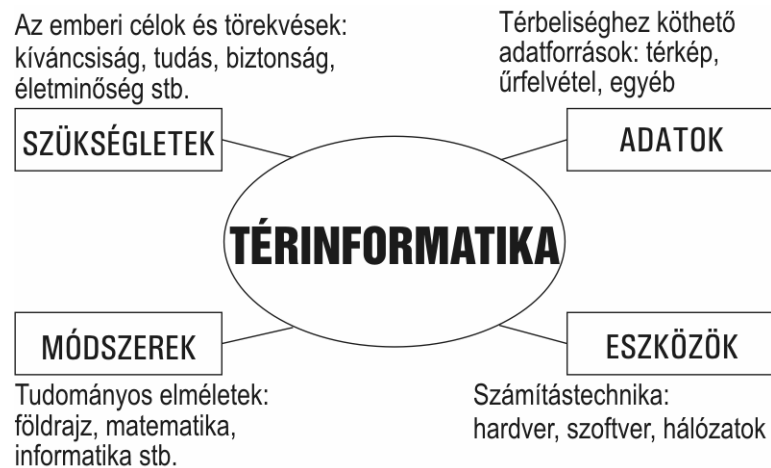 Az emberi célok és törekvések:
kíváncsiság, tudás, biztonság,
életminőség stb.
SZÜKSÉGLETEK
Térbeliséghez köthető
adatforrások: térkép,
űrfelvétel, egyéb
ADATOK
TÉRINFORMATIKA
MÓDSZEREK
Tudományos elméletek:
földrajz, matematika,
informatika stb.
ESZKÖZÖK
Számítástechnika:
hardver, szoftver, hálózatok